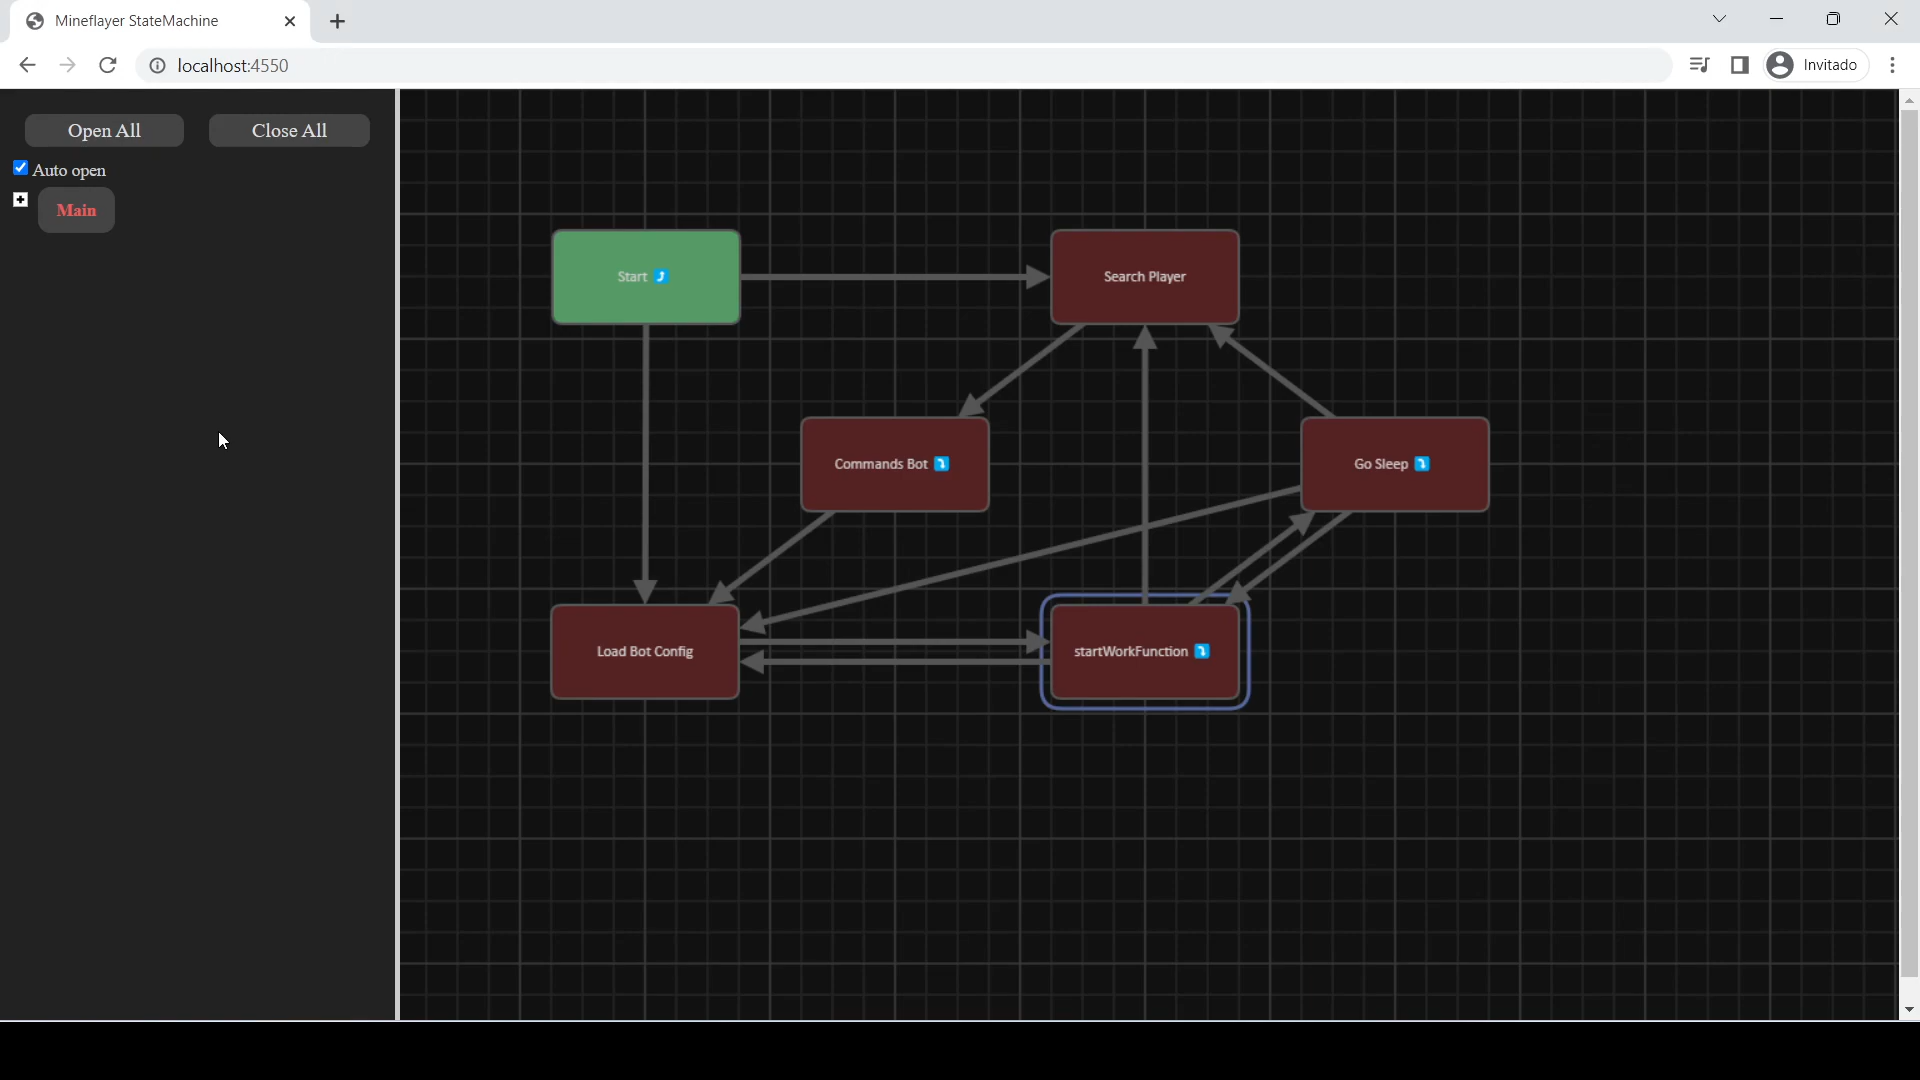 Mineflayer StateMachine
localhost:4550
Invitado
Open All
Close All
Auto open
Main
Start
Search Player
Commands Bot
Go Sleep
Load Bot Config
startWorkFunction